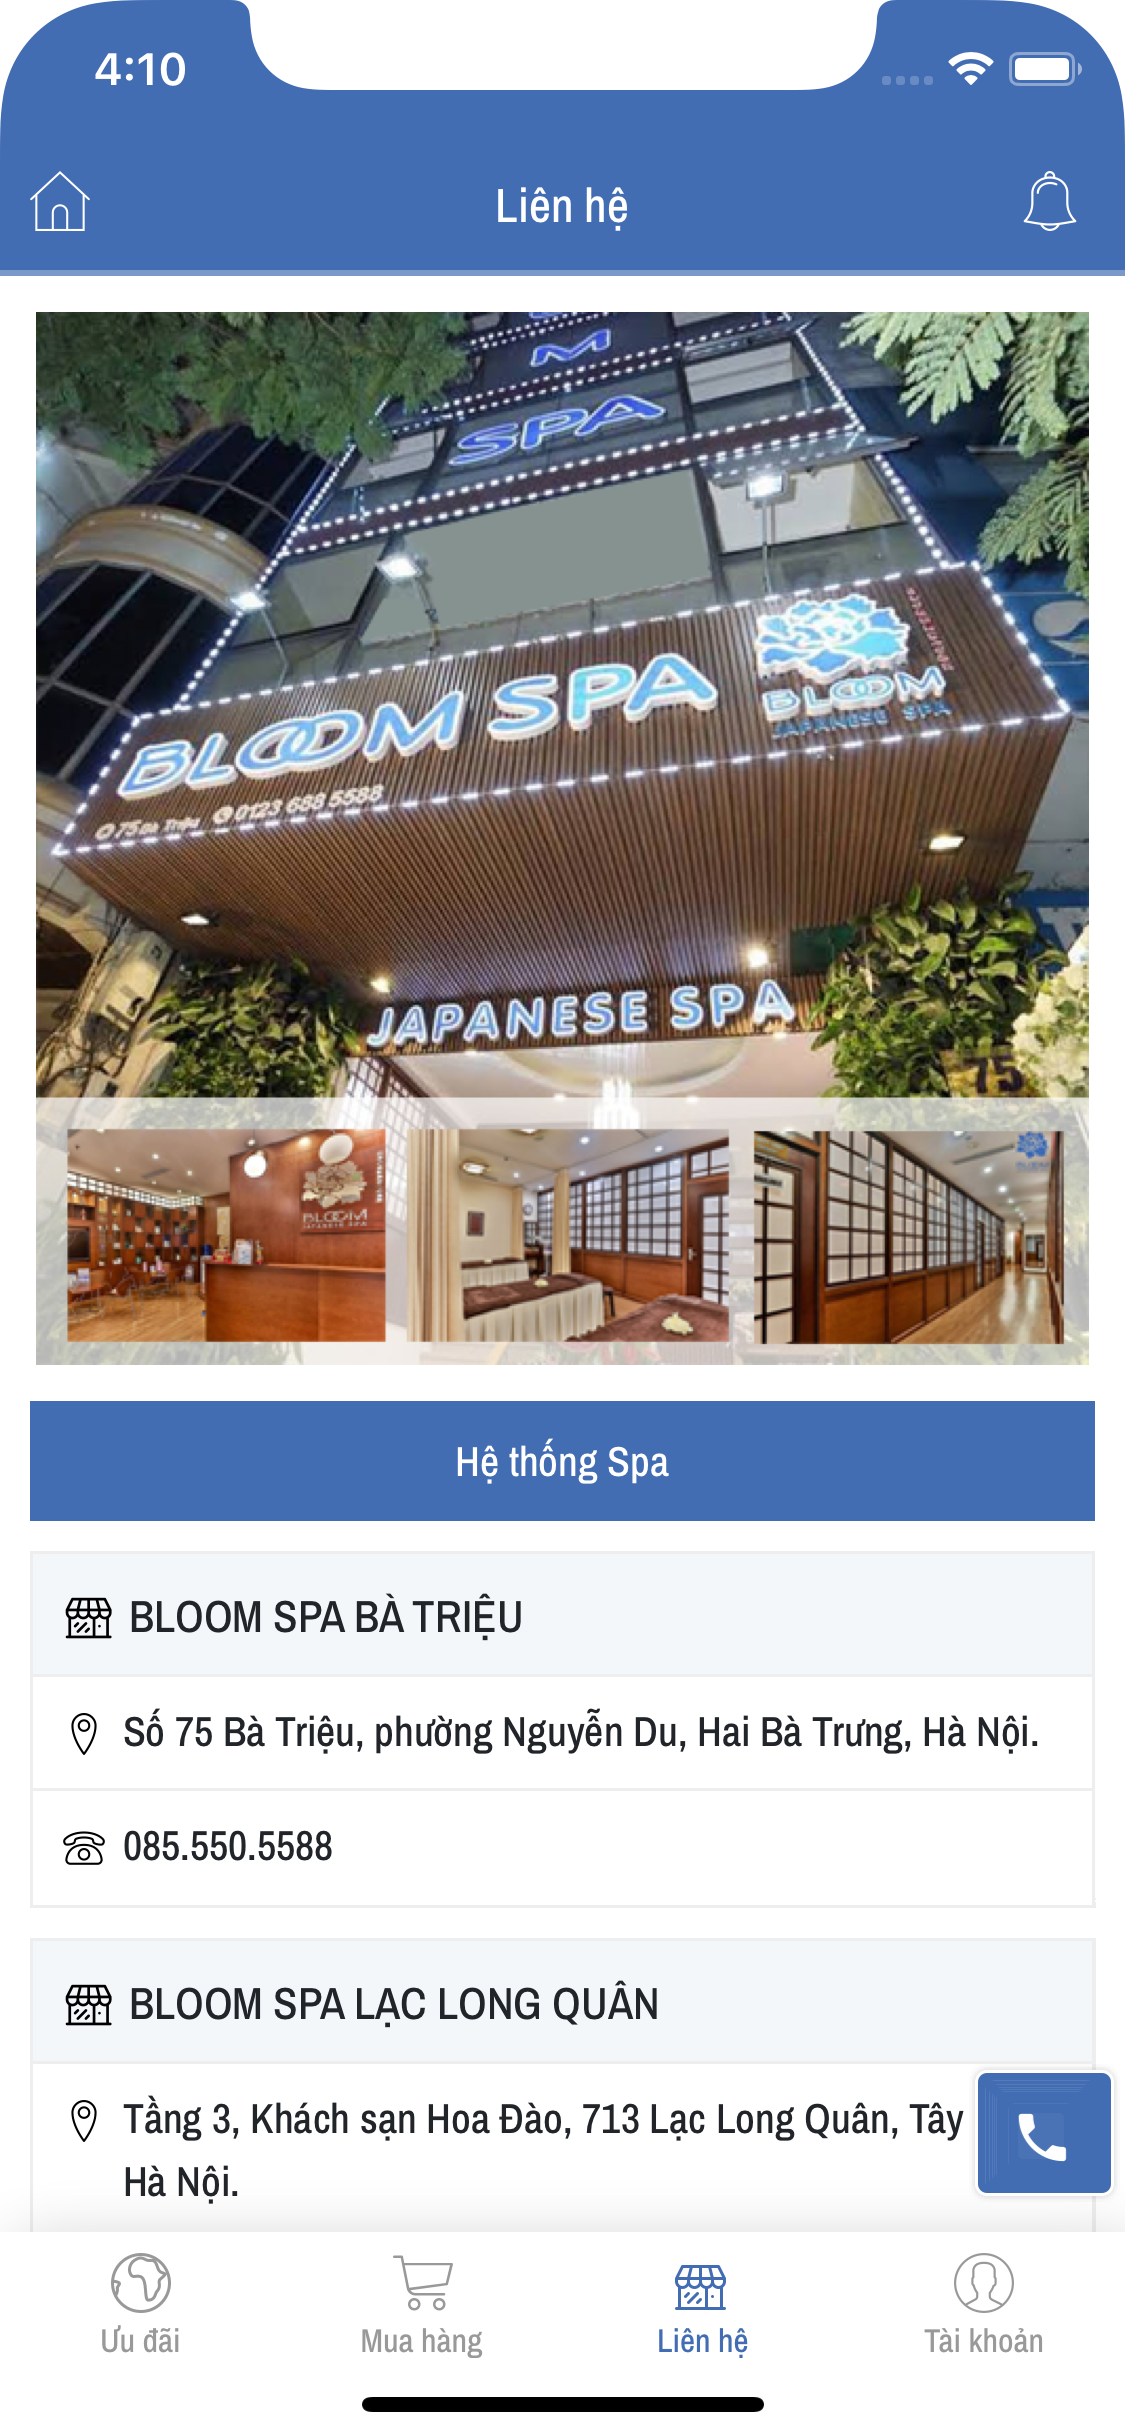 4:10
Liên hệ
M
SPA
BLOOM SPA
BLOOM
JAPANESE SPA
75 Bà Triệu 0123 688 5588
JAPANESE SPA
75
BLOOM
JAPANESE SPA
Hệ thống Spa
BLOOM SPA BÀ TRIỆU
Số 75 Bà Triệu, phường Nguyễn Du, Hai Bà Trưng, Hà Nội.
085.550.5588
BLOOM SPA LẠC LONG QUÂN
Tầng 3, Khách sạn Hoa Đào, 713 Lạc Long Quân, Tây
Hà Nội.
Ưu đãi
Mua hàng
Liên hệ
Tài khoản